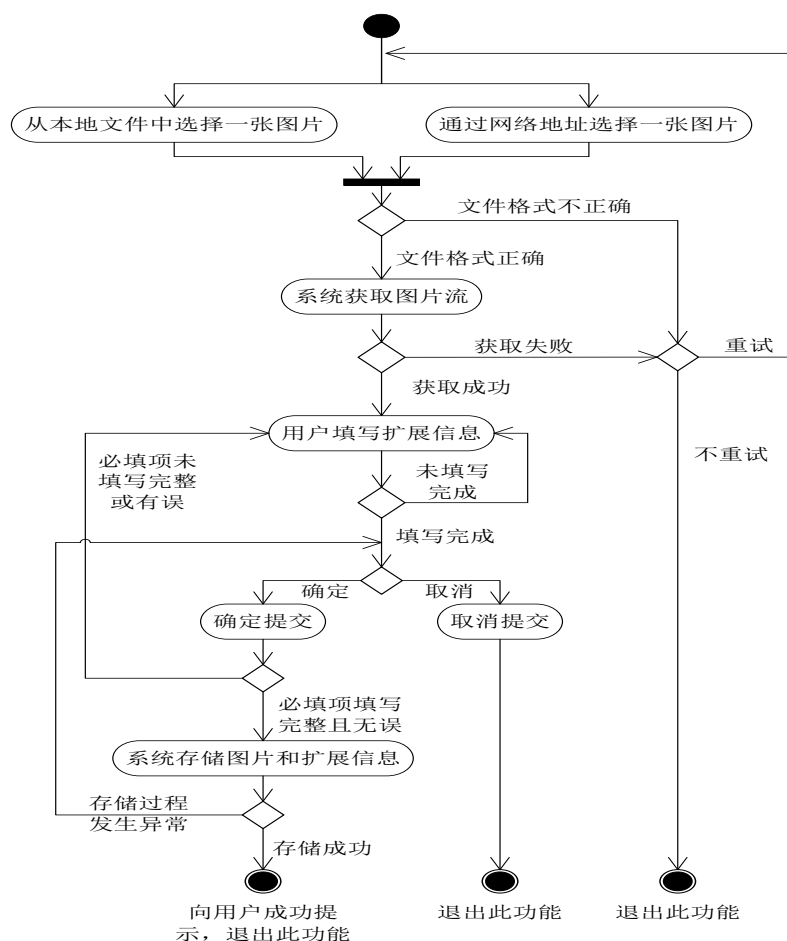 从本地文件中选择一张图片
通过网络地址选择一张图片
文件格式不正确
文件格式正确
系统获取图片流
获取失败
重试
获取成功
用户填写扩展信息
不重试
必填项未
填写完整
或有误
未填写
完成
填写完成
确定
取消
确定提交
取消提交
必填项填写
完整且无误
系统存储图片和扩展信息
存储过程
发生异常
存储成功
向用户成功提
示，退出此功能
退出此功能
退出此功能